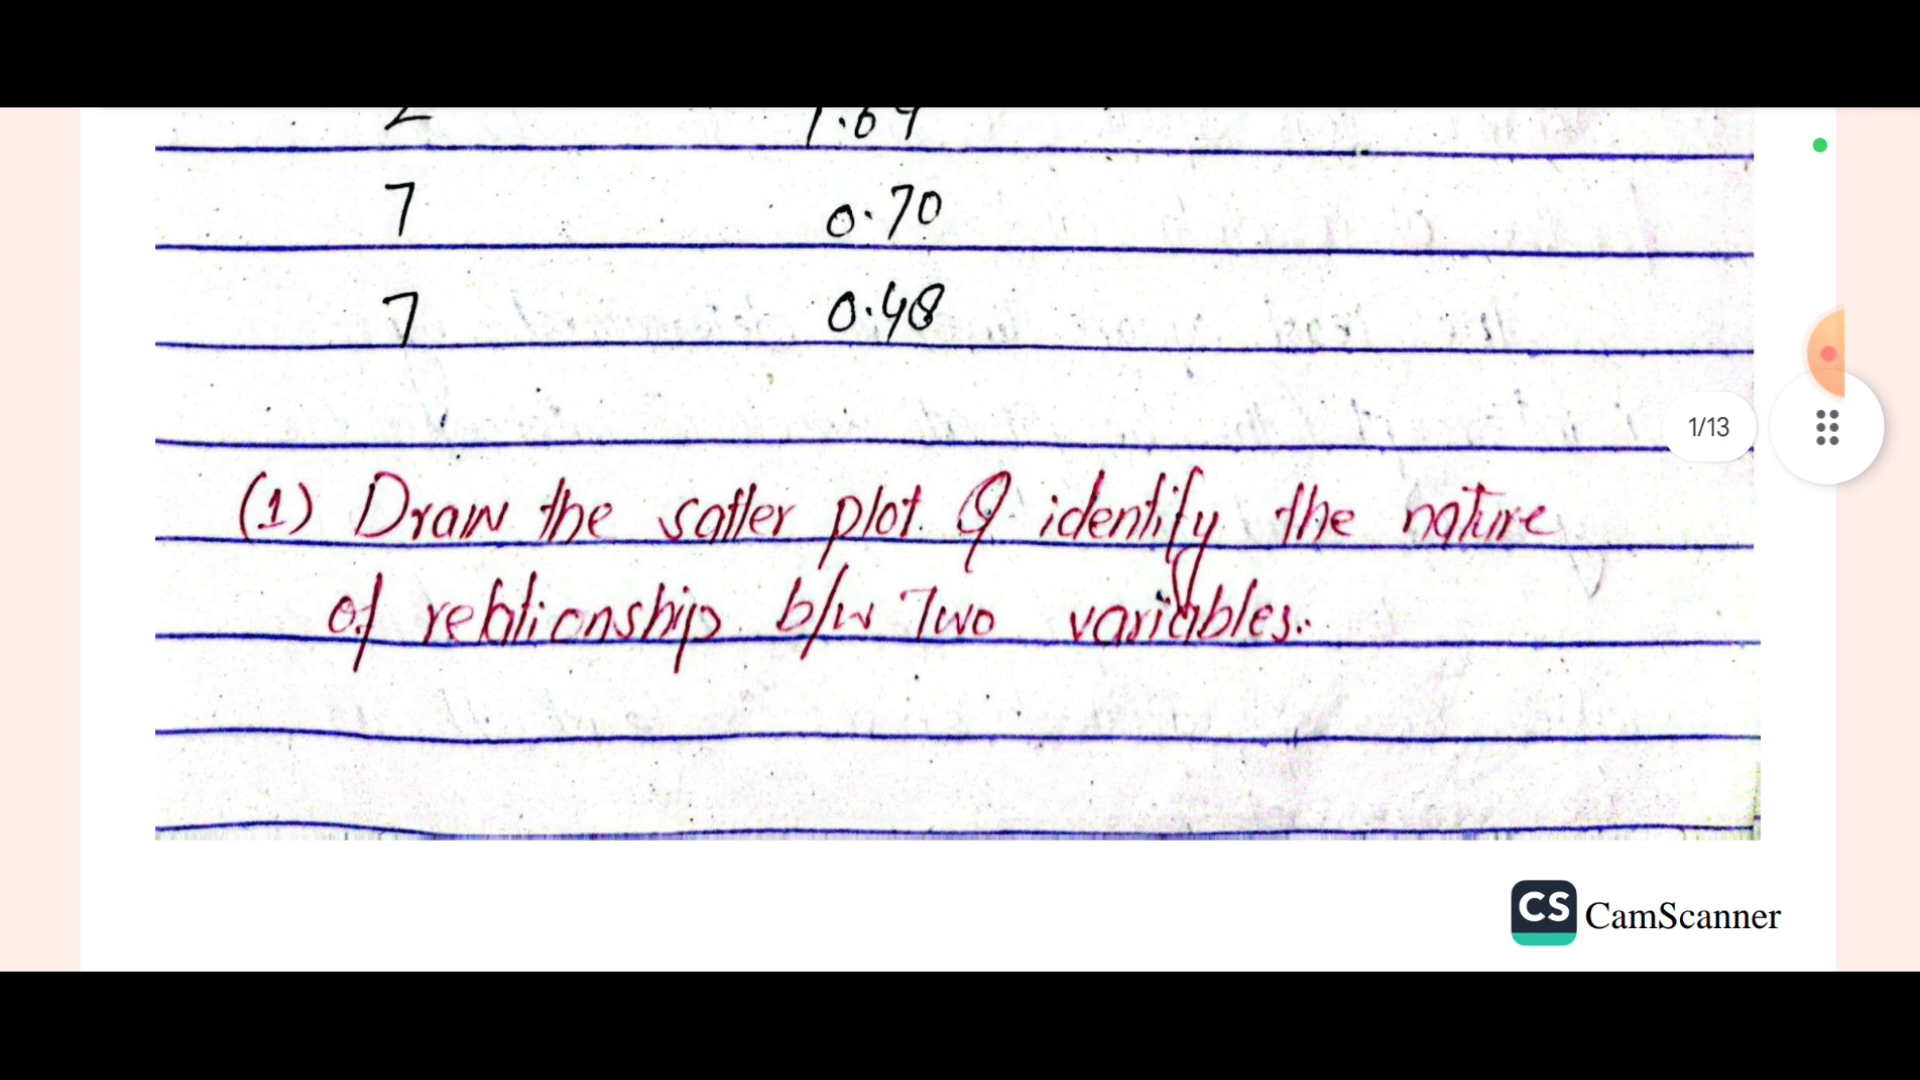 7 0.70
7 0.48
1/13
(1) Draw the satter plot & identify the nature
of relationship b/w Two variables.
CS CamScanner